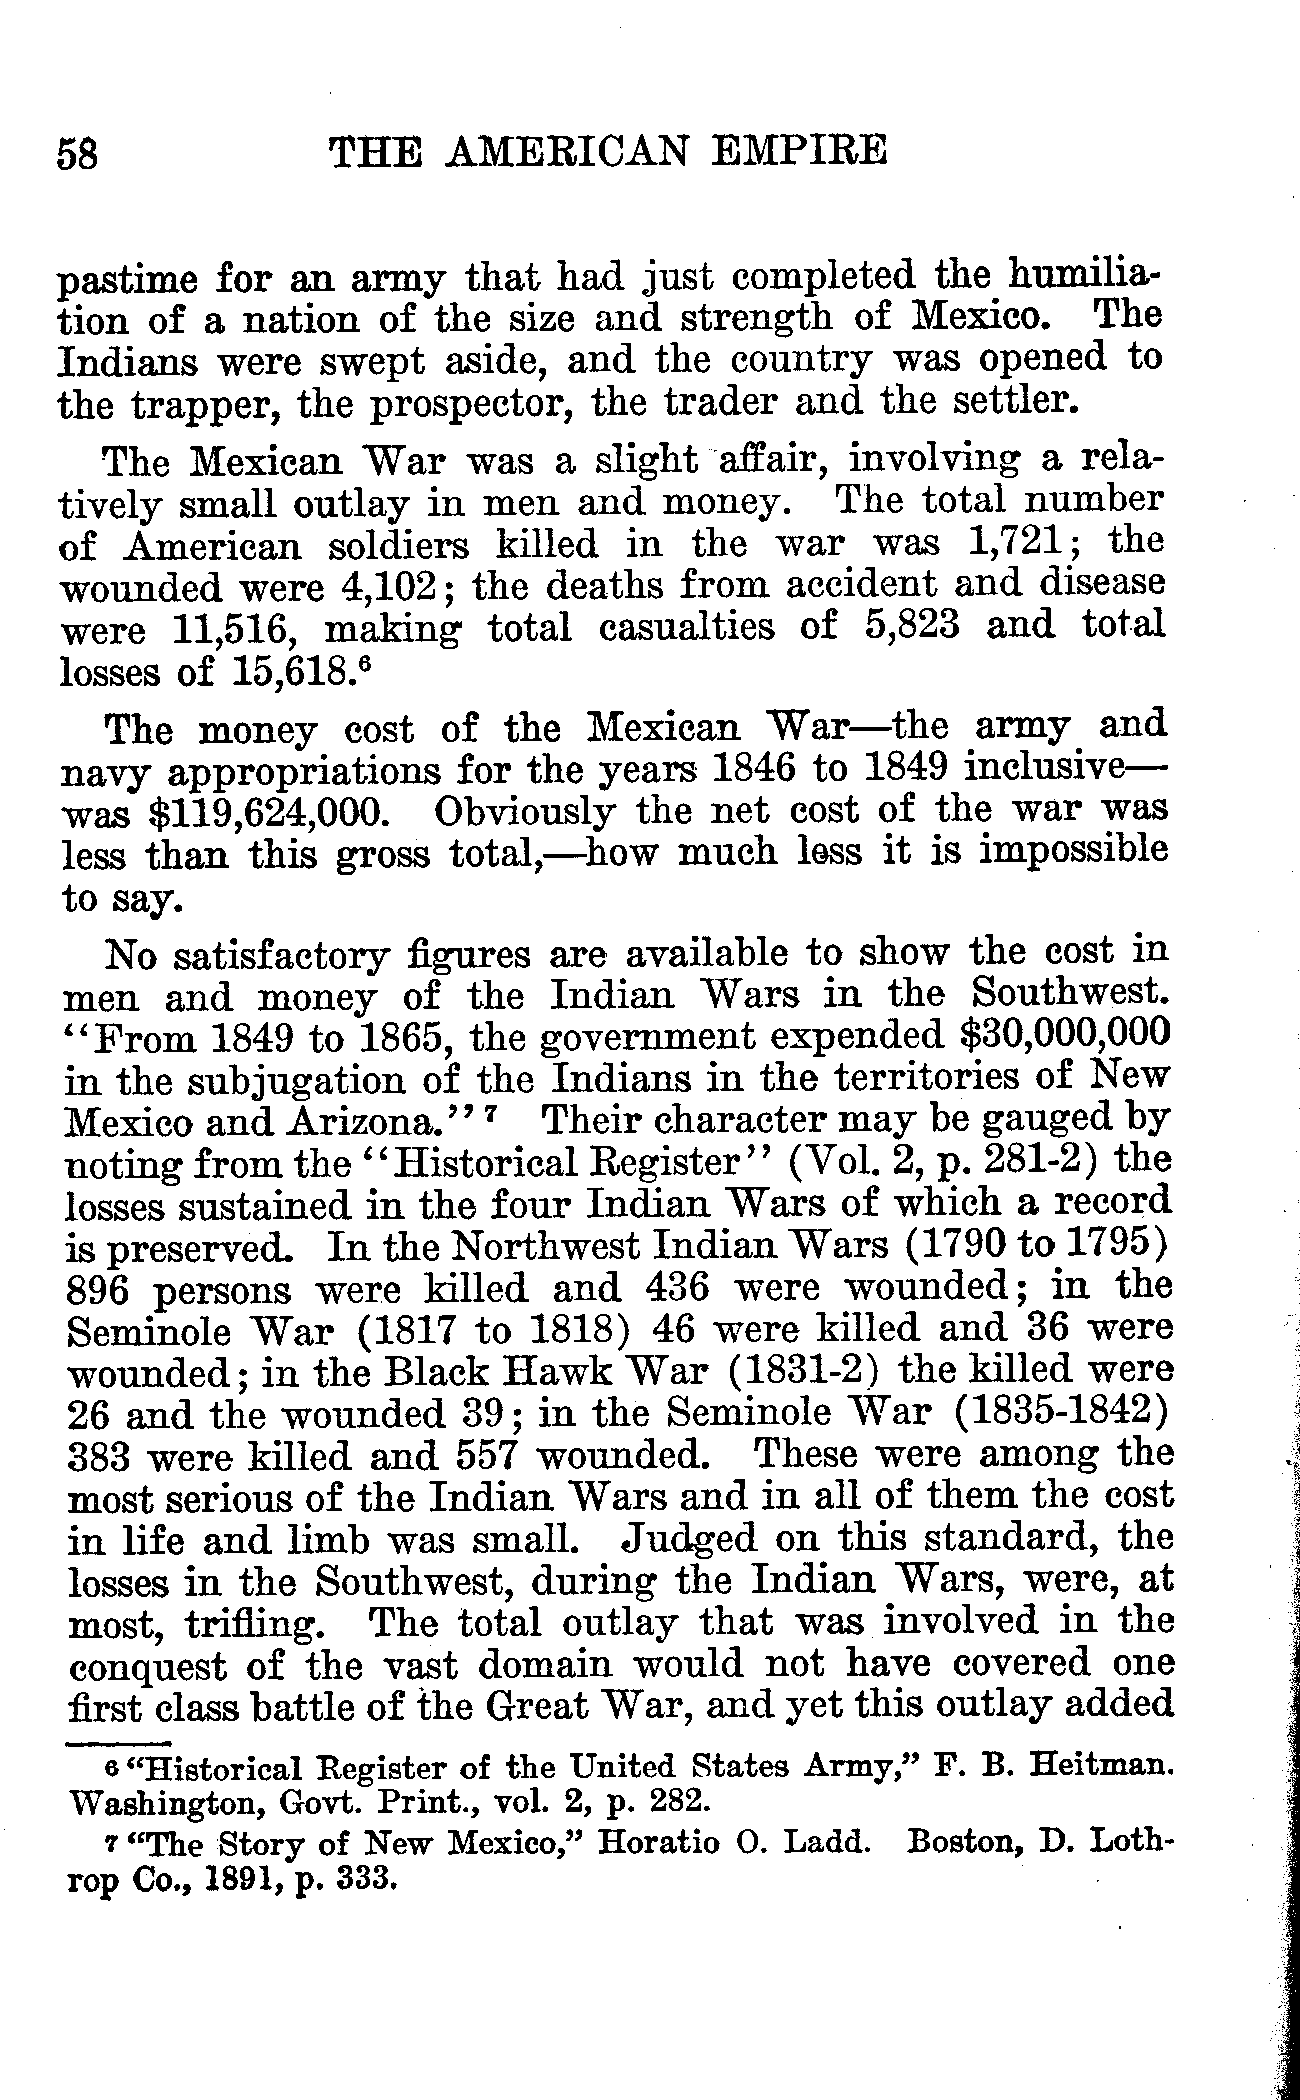 58 THE AMERICAN EMPIRE
pastime for an army that had just completed the humilia-
tion of a nation of the size and strength of Mexico. The
Indians were swept aside, and the country was opened to
the trapper, the prospector, the trader and the settler.
The Mexican War was a slight affair, involving a rela-
tively small outlay in men and money. The total number
of American soldiers killed in the war was 1,721; the
wounded were 4,102; the deaths from accident and disease
were 11,516, making total casualties of 5,823 and total
losses of 15,618.⁶
The money cost of the Mexican War—the army and
navy appropriations for the years 1846 to 1849 inclusive—
was $119,624,000. Obviously the net cost of the war was
less than this gross total,—how much less it is impossible
to say.
No satisfactory figures are available to show the cost in
men and money of the Indian Wars in the Southwest.
“From 1849 to 1865, the government expended $30,000,000
in the subjugation of the Indians in the territories of New
Mexico and Arizona.” ⁷ Their character may be gauged by
noting from the “Historical Register” (Vol. 2, p. 281-2) the
losses sustained in the four Indian Wars of which a record
is preserved. In the Northwest Indian Wars (1790 to 1795)
896 persons were killed and 436 were wounded; in the
Seminole War (1817 to 1818) 46 were killed and 36 were
wounded; in the Black Hawk War (1831-2) the killed were
26 and the wounded 39; in the Seminole War (1835-1842)
383 were killed and 557 wounded. These were among the
most serious of the Indian Wars and in all of them the cost
in life and limb was small. Judged on this standard, the
losses in the Southwest, during the Indian Wars, were, at
most, trifling. The total outlay that was involved in the
conquest of the vast domain would not have covered one
first class battle of the Great War, and yet this outlay added
⁶ “Historical Register of the United States Army,” F. B. Heitman.
Washington, Govt. Print., vol. 2, p. 282.
⁷ “The Story of New Mexico,” Horatio O. Ladd. Boston, D. Loth-
rop Co., 1891, p. 333.